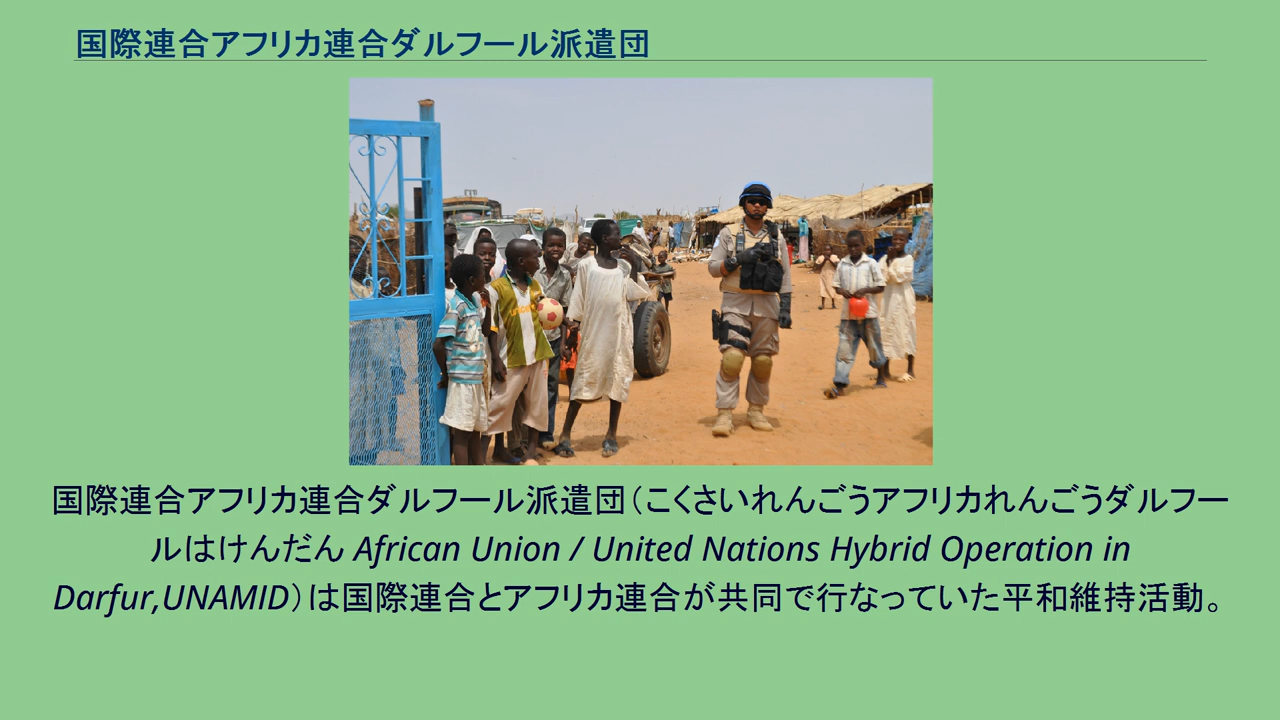 国際連合アフリカ連合ダルフール派遣団
国際連合アフリカ連合ダルフール派遣団（こくさいれんごうアフリカれんごうダルフー
ルはけんだん African Union / United Nations Hybrid Operation in
Darfur,UNAMID）は国際連合とアフリカ連合が共同で行なっていた平和維持活動。